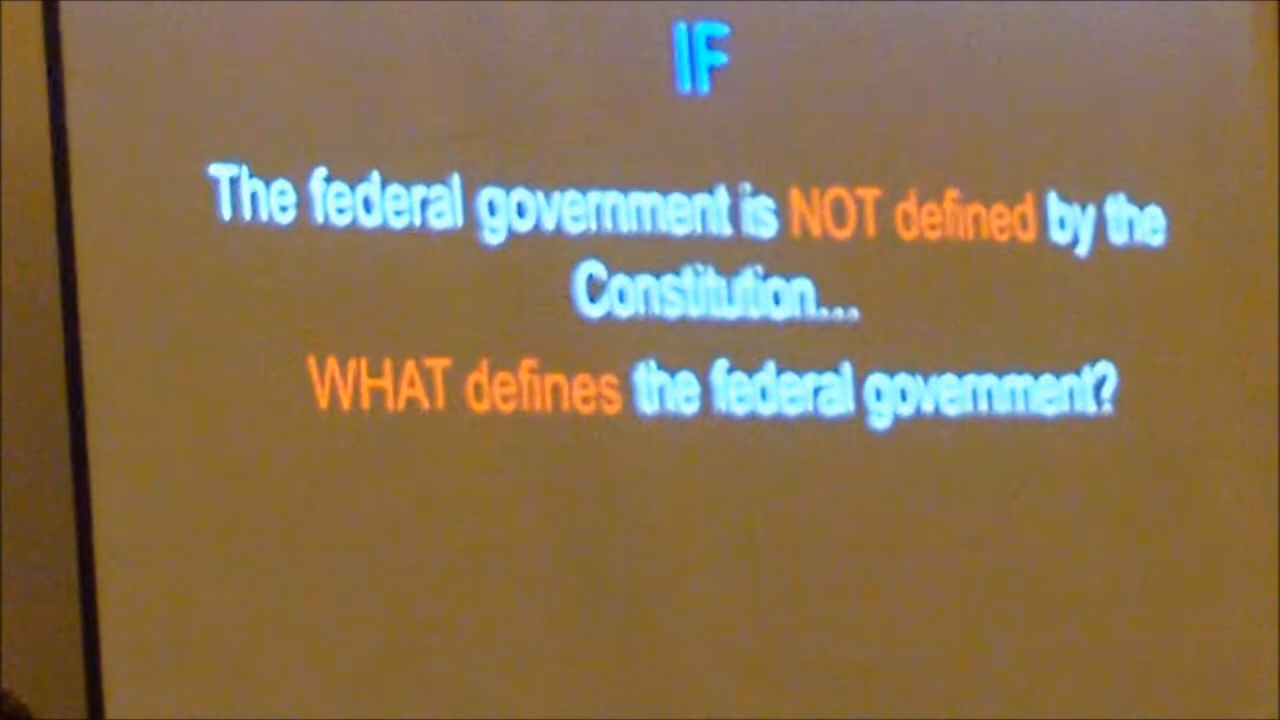 IF
The federal government is NOT defined by the
Constitution...
WHAT defines the federal government?